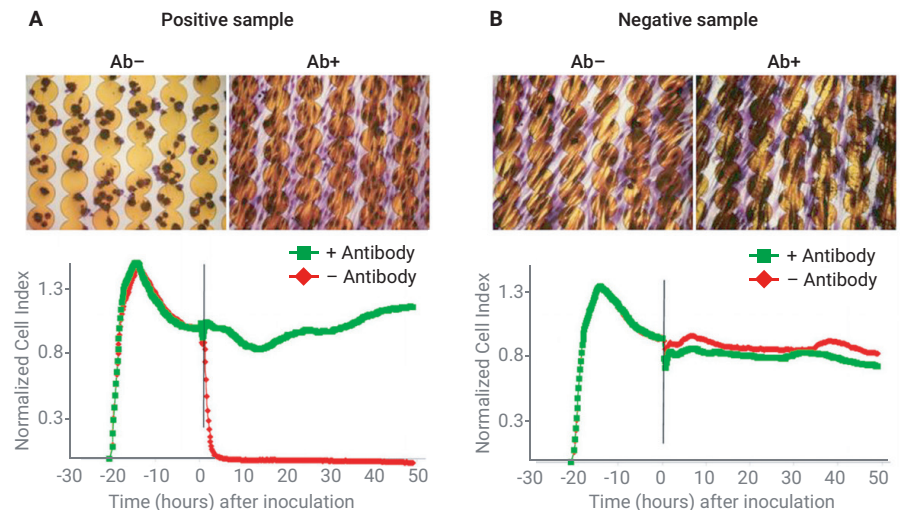 A
Positive sample
Ab–
Ab+
+ Antibody
– Antibody
Normalized Cell Index
1.3
0.8
0.3
-30 -20 -10 0 10 20 30 40 50
Time (hours) after inoculation
B
Negative sample
Ab–
Ab+
+ Antibody
– Antibody
Normalized Cell Index
1.3
0.8
0.3
-30 -20 -10 0 10 20 30 40 50
Time (hours) after inoculation